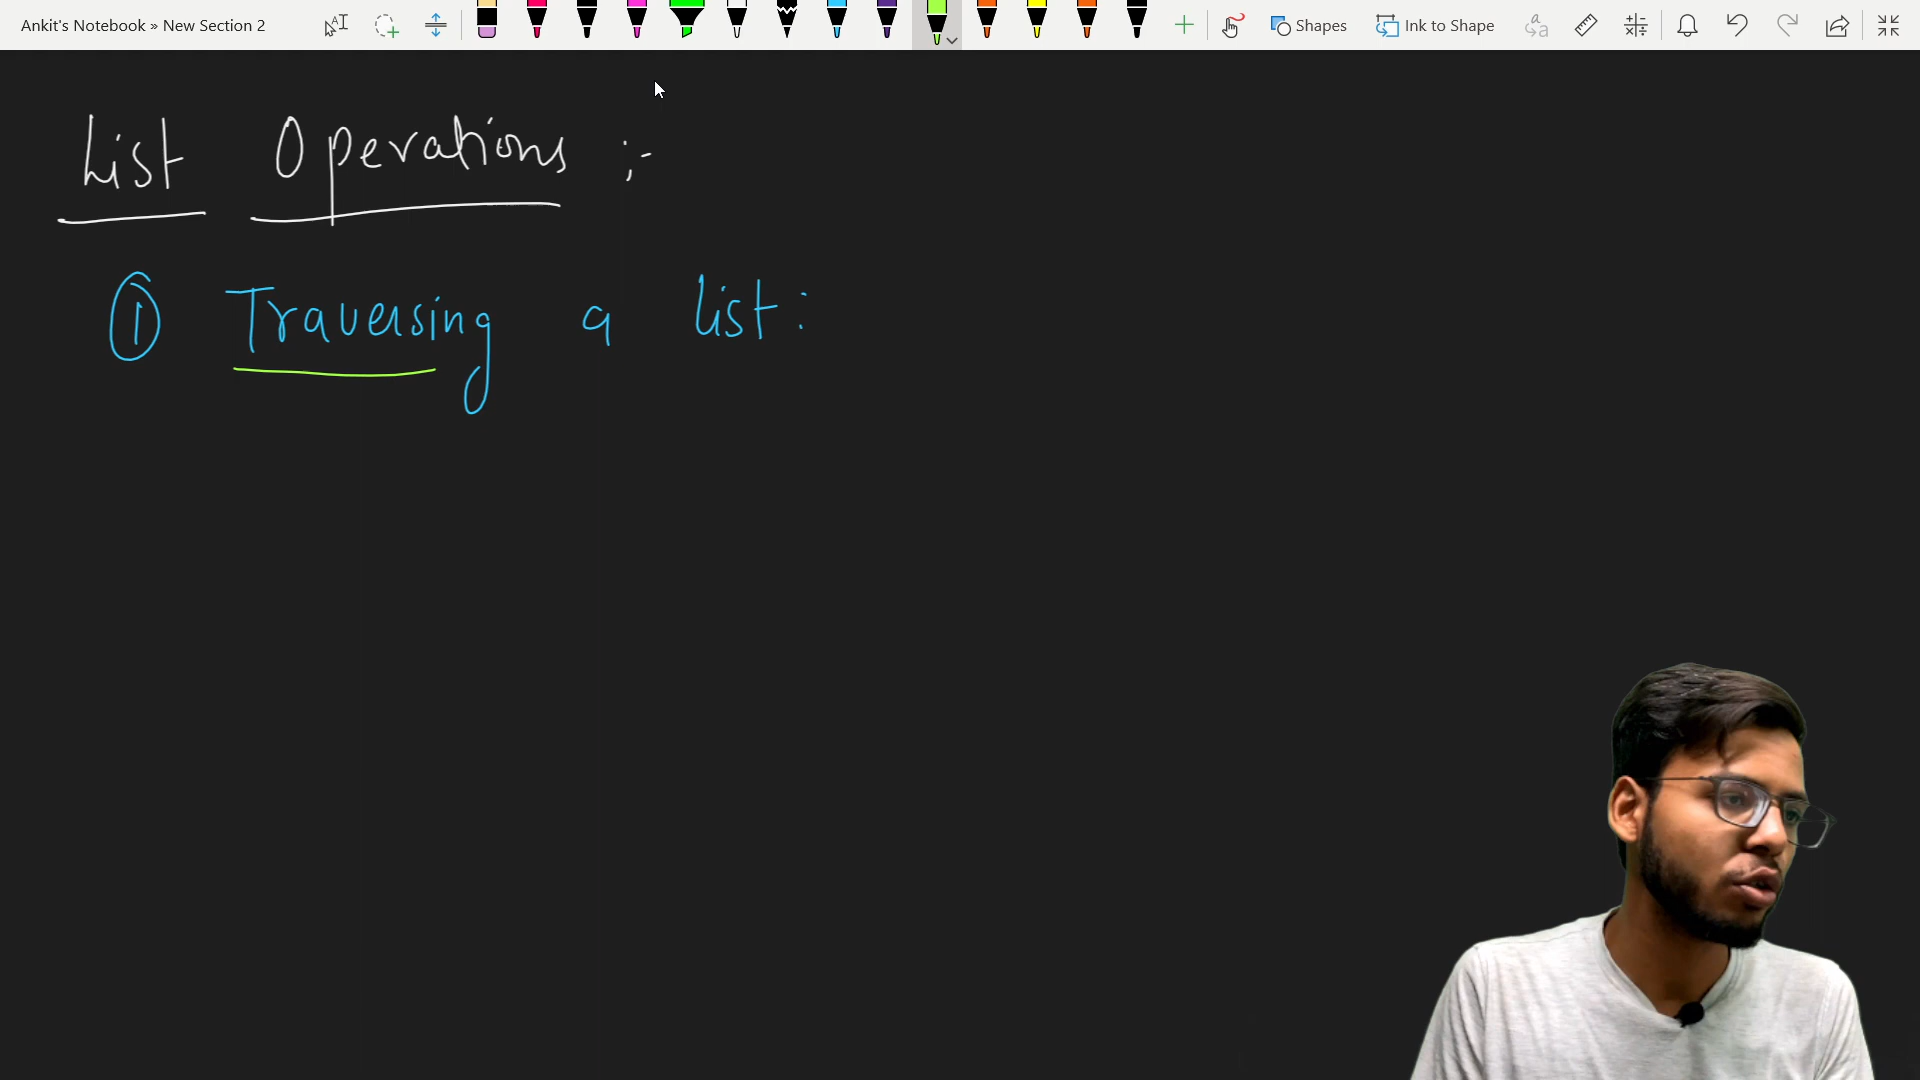 Ankit's Notebook » New Section 2
Shapes
Ink to Shape
List Operations :-
① Traversing a list: